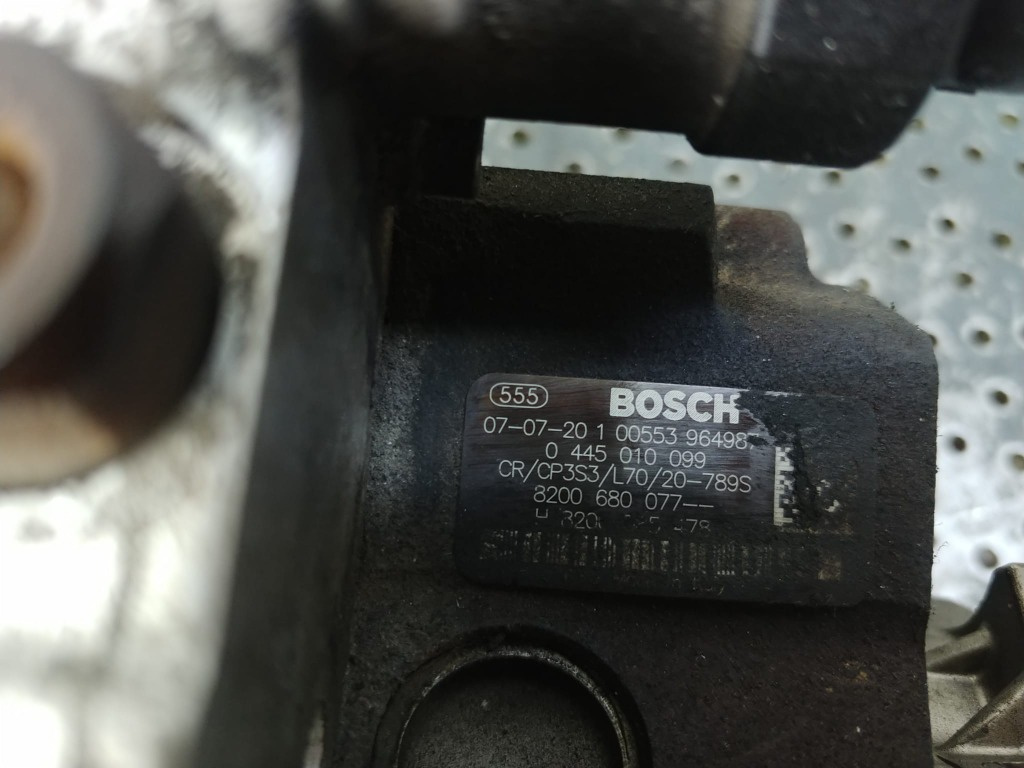 555 BOSCH
07-07-20 1 00553 96498
0 445 010 099
CR/CP3S3/L70/20-789S
8200 680 077--
H